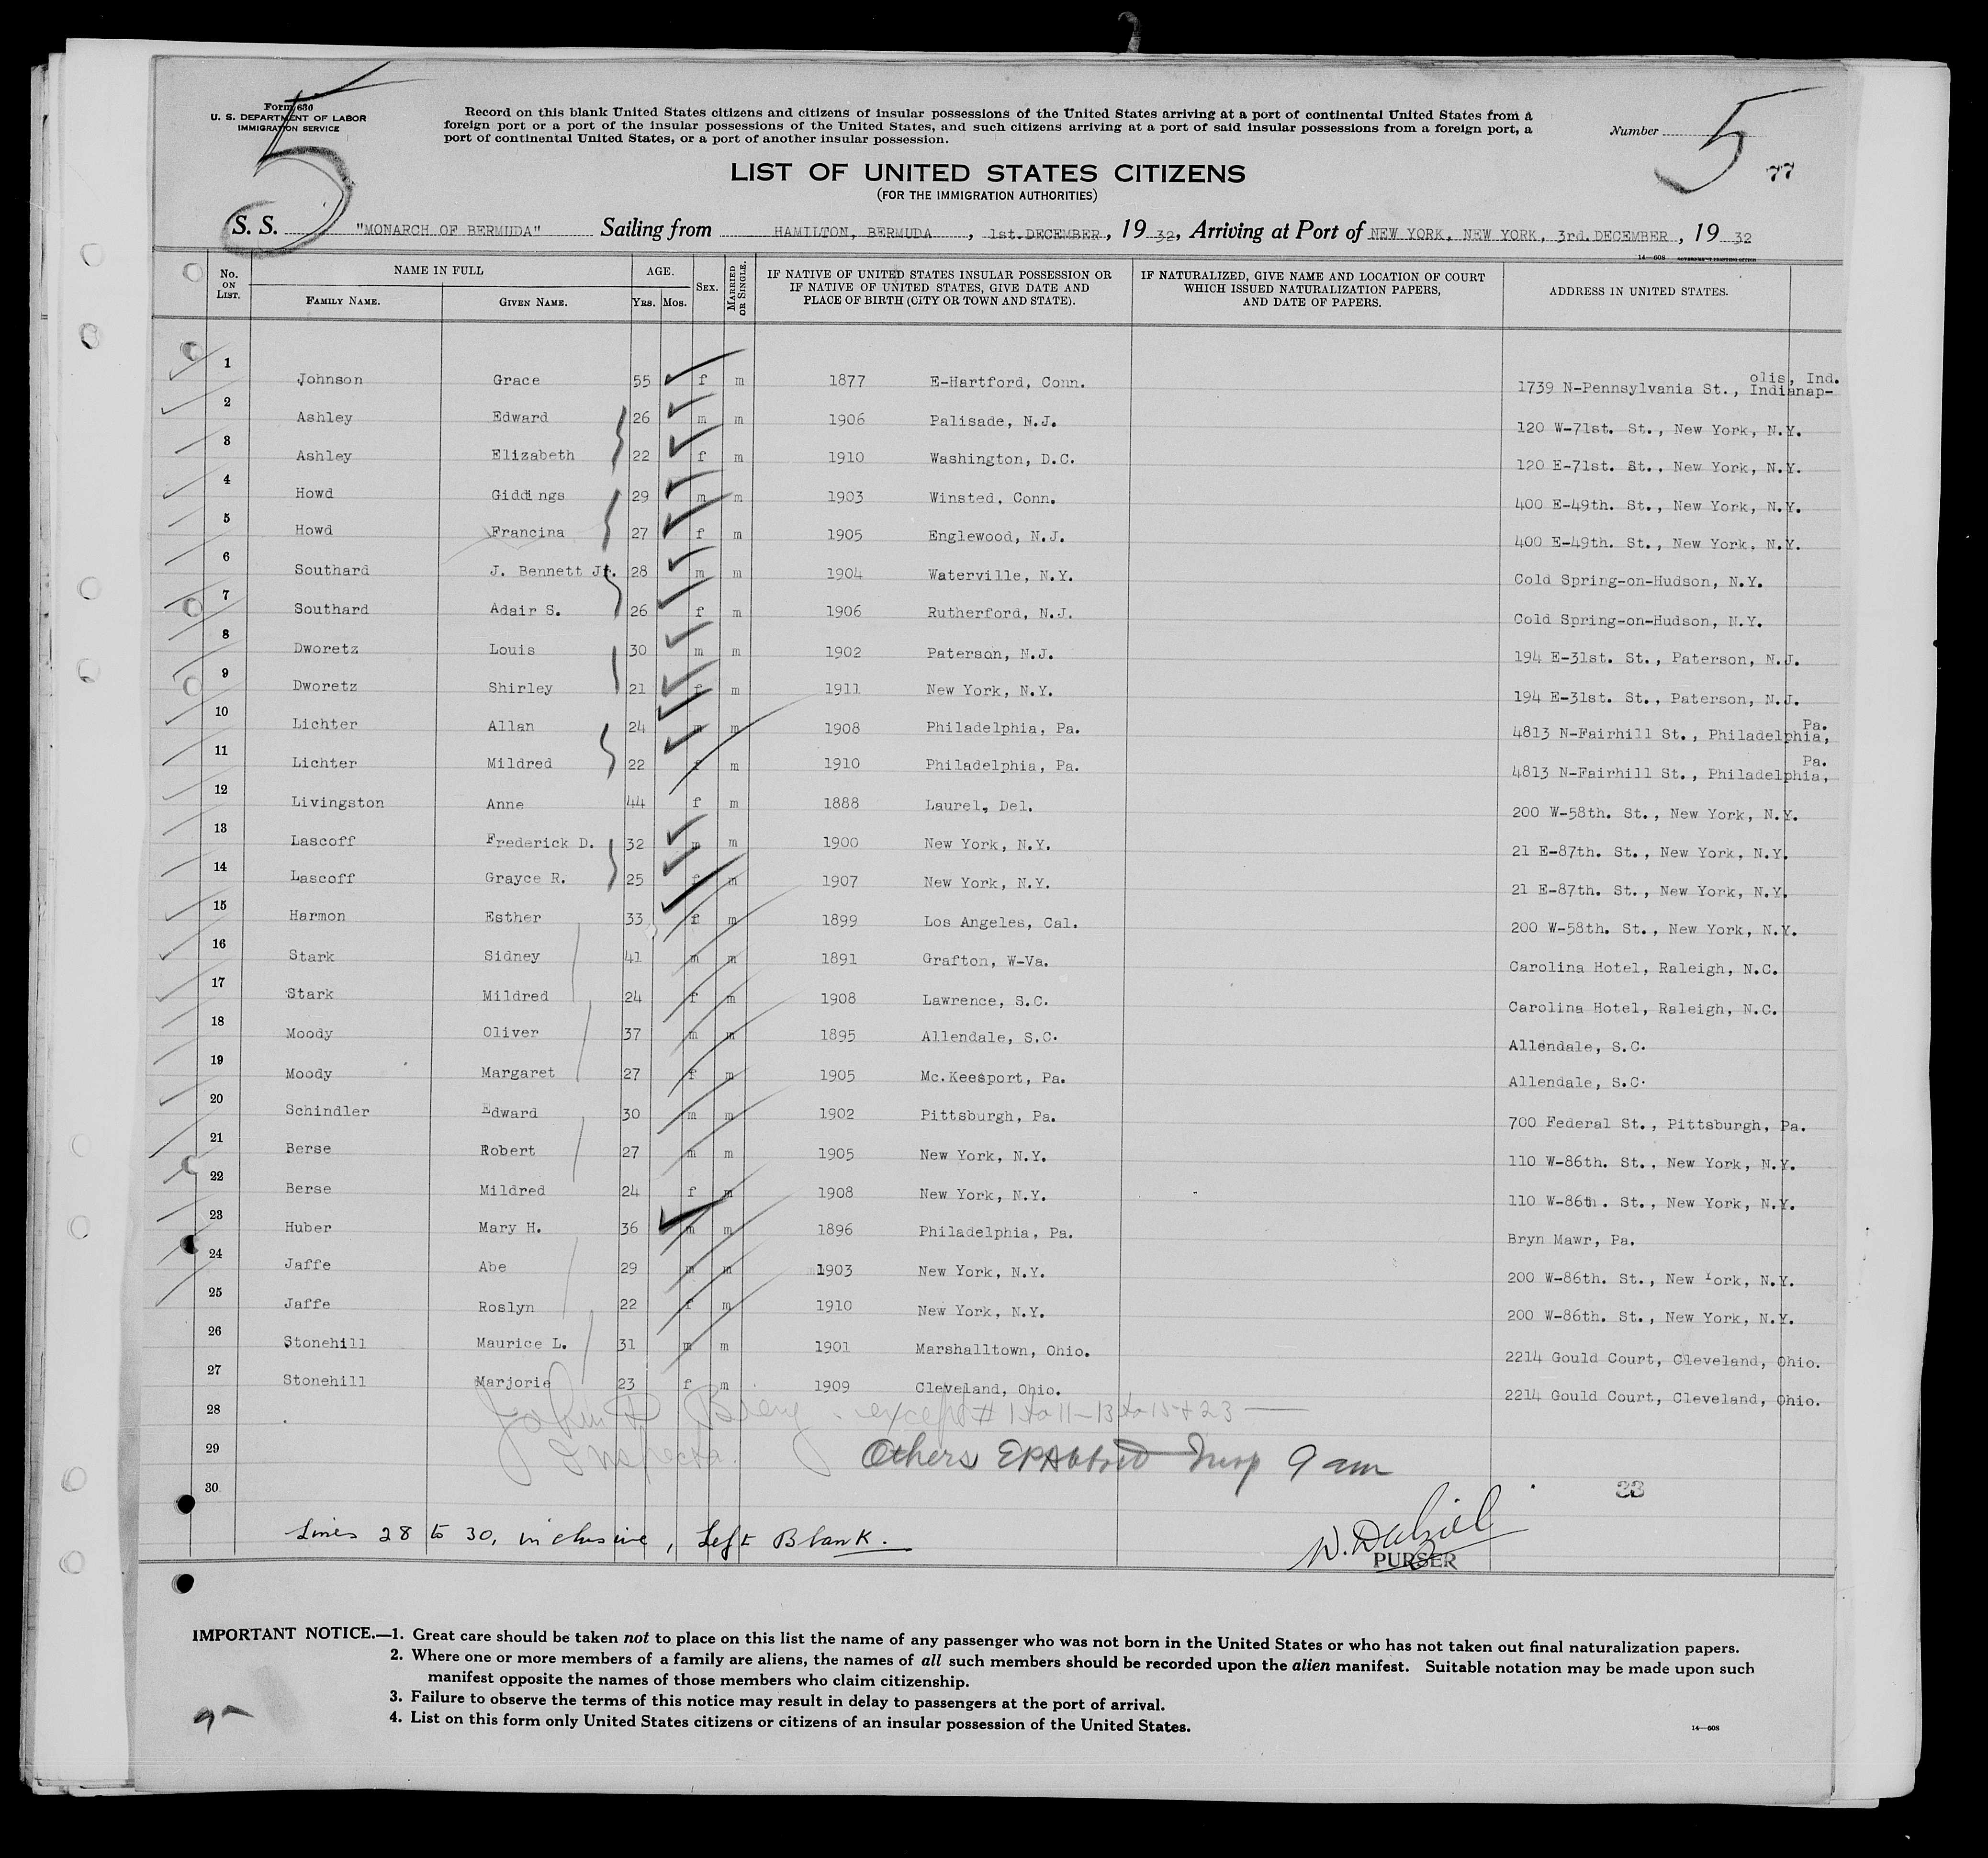 5
Form 630
U. S. DEPARTMENT OF LABOR
IMMIGRATION SERVICE
Record on this blank United States citizens and citizens of insular possessions of the United States arriving at a port of continental United States from a
foreign port or a port of the insular possessions of the United States, and such citizens arriving at a port of said insular possessions from a foreign port, a
port of continental United States, or a port of another insular possession.
Number 5
77
LIST OF UNITED STATES CITIZENS
(FOR THE IMMIGRATION AUTHORITIES)
S. S. "MONARCH OF BERMUDA" Sailing from HAMILTON, BERMUDA, 1st.DECEMBER, 19 32, Arriving at Port of NEW YORK, NEW YORK, 3rd.DECEMBER, 19 32
14—608 GOVERNMENT PRINTING OFFICE
No. ON LIST. NAME IN FULL AGE. SEX. MARRIED OR SINGLE. IF NATIVE OF UNITED STATES INSULAR POSSESSION OR IF NATIVE OF UNITED STATES, GIVE DATE AND PLACE OF BIRTH (CITY OR TOWN AND STATE). IF NATURALIZED, GIVE NAME AND LOCATION OF COURT WHICH ISSUED NATURALIZATION PAPERS, AND DATE OF PAPERS. ADDRESS IN UNITED STATES.
FAMILY NAME. GIVEN NAME. YRS. MOS.
1 Johnson Grace 55 f m 1877 E-Hartford, Conn. 1739 N-Pennsylvania St., Indianap-olis, Ind.
2 Ashley Edward 26 m m 1906 Palisade, N.J. 120 W-71st. St., New York, N.Y.
3 Ashley Elizabeth 22 f m 1910 Washington, D.C. 120 E-71st. St., New York, N.Y.
4 Howd Giddings 29 m m 1903 Winsted, Conn. 400 E-49th. St., New York, N.Y.
5 Howd Francina 27 f m 1905 Englewood, N.J. 400 E-49th. St., New York, N.Y.
6 Southard J. Bennett Jr. 28 m m 1904 Waterville, N.Y. Cold Spring-on-Hudson, N.Y.
7 Southard Adair S. 26 f m 1906 Rutherford, N.J. Cold Spring-on-Hudson, N.Y.
8 Dworetz Louis 30 m m 1902 Paterson, N.J. 194 E-31st. St., Paterson, N.J.
9 Dworetz Shirley 21 f m 1911 New York, N.Y. 194 E-31st. St., Paterson, N.J.
10 Lichter Allan 24 m m 1908 Philadelphia, Pa. 4813 N-Fairhill St., Philadelphia, Pa.
11 Lichter Mildred 22 f m 1910 Philadelphia, Pa. 4813 N-Fairhill St., Philadelphia, Pa.
12 Livingston Anne 44 f m 1888 Laurel, Del. 200 W-58th. St., New York, N.Y.
13 Lascoff Frederick D. 32 m m 1900 New York, N.Y. 21 E-87th. St., New York, N.Y.
14 Lascoff Grayce R. 25 f m 1907 New York, N.Y. 21 E-87th. St., New York, N.Y.
15 Harmon Esther 33 f m 1899 Los Angeles, Cal. 200 W-58th. St., New York, N.Y.
16 Stark Sidney 41 m m 1891 Grafton, W-Va. Carolina Hotel, Raleigh, N.C.
17 Stark Mildred 24 f m 1908 Lawrence, S.C. Carolina Hotel, Raleigh, N.C.
18 Moody Oliver 37 m m 1895 Allendale, S.C. Allendale, S.C.
19 Moody Margaret 27 f m 1905 Mc.Keesport, Pa. Allendale, S.C.
20 Schindler Edward 30 m m 1902 Pittsburgh, Pa. 700 Federal St., Pittsburgh, Pa.
21 Berse Robert 27 m m 1905 New York, N.Y. 110 W-86th. St., New York, N.Y.
22 Berse Mildred 24 f m 1908 New York, N.Y. 110 W-86th. St., New York, N.Y.
23 Huber Mary H. 36 m m 1896 Philadelphia, Pa. Bryn Mawr, Pa.
24 Jaffe Abe 29 m m 1903 New York, N.Y. 200 W-86th. St., New York, N.Y.
25 Jaffe Roslyn 22 f m 1910 New York, N.Y. 200 W-86th. St., New York, N.Y.
26 Stonehill Maurice L. 31 m m 1901 Marshalltown, Ohio. 2214 Gould Court, Cleveland, Ohio.
27 Stonehill Marjorie 23 f m 1909 Cleveland, Ohio. 2214 Gould Court, Cleveland, Ohio.
28 John except # 1 to 11 - 13 to 15 & 23
29 Inspector. Others Insp 9 am
30
Lines 28 to 30, inclusive, Left Blank.
PURSER
IMPORTANT NOTICE.—1. Great care should be taken not to place on this list the name of any passenger who was not born in the United States or who has not taken out final naturalization papers.
2. Where one or more members of a family are aliens, the names of all such members should be recorded upon the alien manifest. Suitable notation may be made upon such
manifest opposite the names of those members who claim citizenship.
3. Failure to observe the terms of this notice may result in delay to passengers at the port of arrival.
4. List on this form only United States citizens or citizens of an insular possession of the United States.
14—608